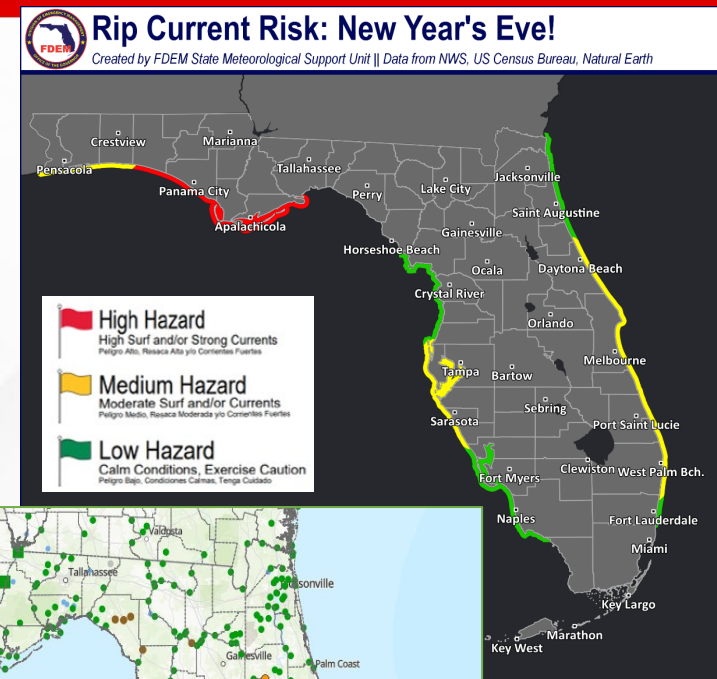 Rip Current Risk: New Year's Eve!
FDEM
Created by FDEM State Meteorological Support Unit || Data from NWS, US Census Bureau, Natural Earth
Crestview
Marianna
Pensacola
Tallahassee
Jacksonville
Panama City
Perry
Lake City
Saint Augustine
Apalachicola
Gainesville
Horseshoe Beach
Ocala
Daytona Beach
Crystal River
Orlando
Melbourne
Tampa
Bartow
Sebring
Sarasota
Port Saint Lucie
Clewiston
West Palm Bch.
Fort Myers
Naples
Fort Lauderdale
Miami
Key Largo
Marathon
Key West
High Hazard
High Surf and/or Strong Currents
Peligro Alto, Resaca Alta y/o Corrientes Fuertes
Medium Hazard
Moderate Surf and/or Currents
Peligro Medio, Resaca Moderada y/o Corrientes Fuertes
Low Hazard
Calm Conditions, Exercise Caution
Peligro Bajo, Condiciones Calmas, Tenga Cuidado
Valdosta
Tallahassee
Gainesville
Palm Coast